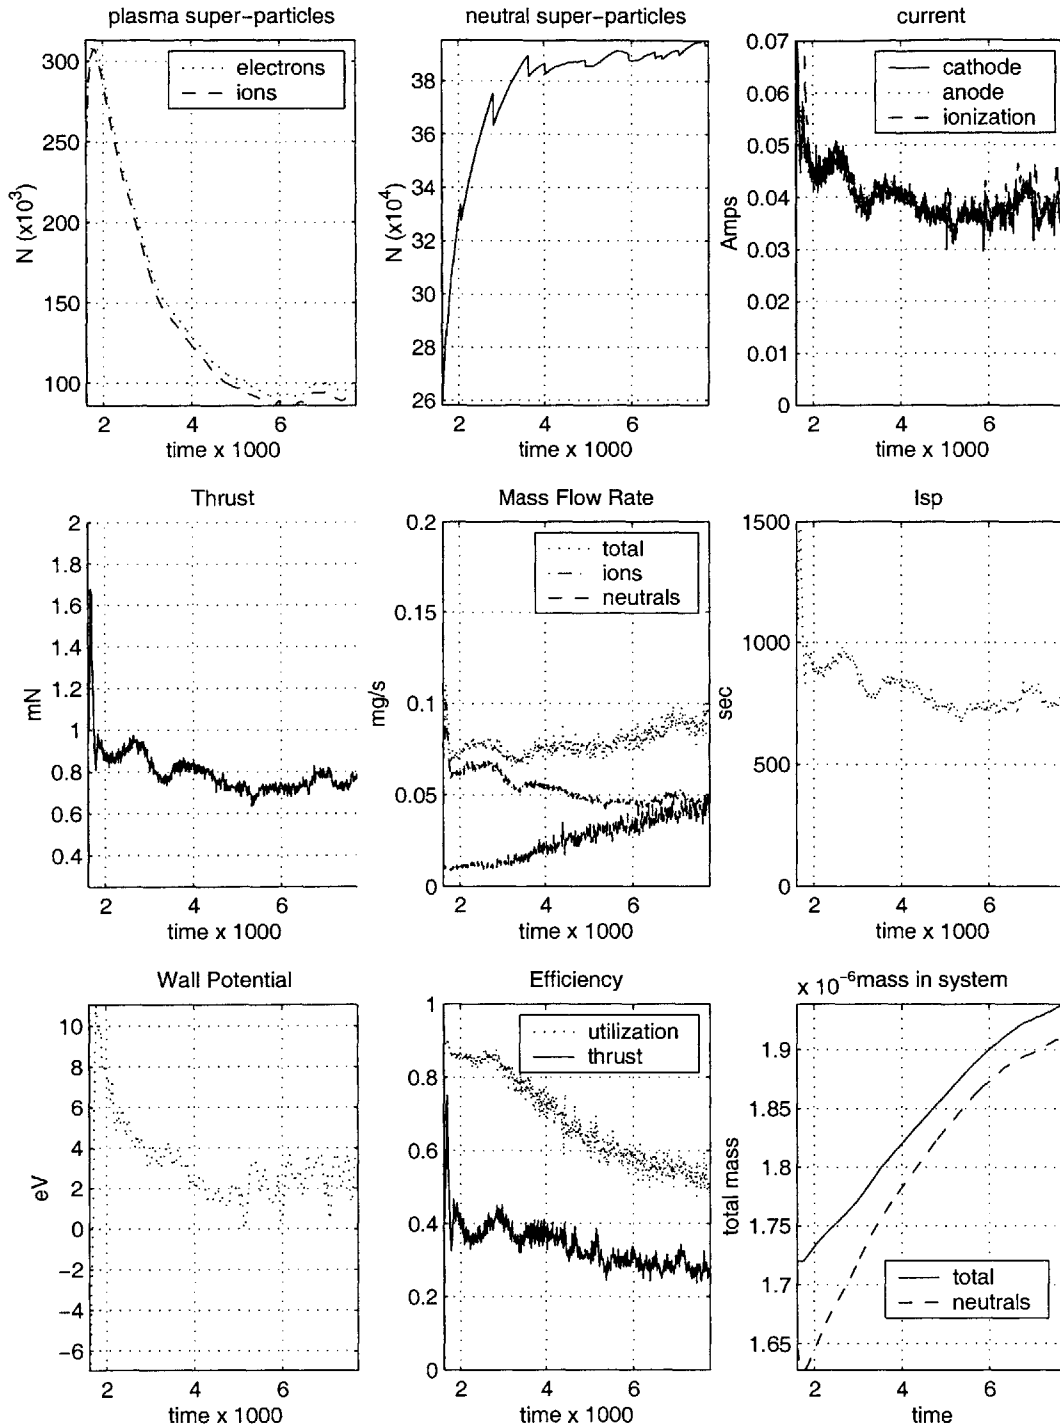 plasma super-particles
N (x10³)
300
250
200
150
100
electrons
ions
2 4 6
time x 1000
neutral super-particles
N (x10⁴)
38
36
34
32
30
28
26
2 4 6
time x 1000
current
Amps
0.07
0.06
0.05
0.04
0.03
0.02
0.01
0
cathode
anode
ionization
2 4 6
time x 1000
Thrust
mN
2
1.8
1.6
1.4
1.2
1
0.8
0.6
0.4
2 4 6
time x 1000
Mass Flow Rate
mg/s
0.2
0.15
0.1
0.05
0
total
ions
neutrals
2 4 6
time x 1000
Isp
sec
1500
1000
500
0
2 4 6
time x 1000
Wall Potential
eV
10
8
6
4
2
0
−2
−4
−6
2 4 6
time x 1000
Efficiency
1
0.8
0.6
0.4
0.2
0
utilization
thrust
2 4 6
time x 1000
x 10⁻⁶ mass in system
total mass
1.9
1.85
1.8
1.75
1.7
1.65
total
neutrals
2 4 6
time